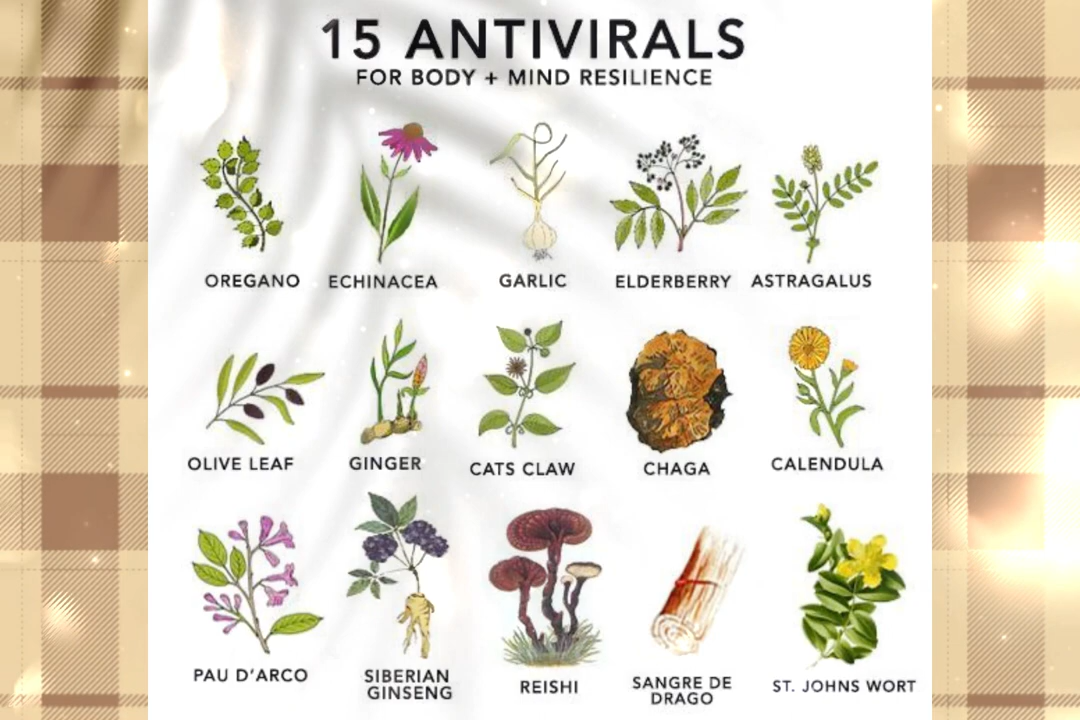 15 ANTIVIRALS
FOR BODY + MIND RESILIENCE
OREGANO
ECHINACEA
GARLIC
ELDERBERRY
ASTRAGALUS
OLIVE LEAF
GINGER
CATS CLAW
CHAGA
CALENDULA
PAU D'ARCO
SIBERIAN
GINSENG
REISHI
SANGRE DE
DRAGO
ST. JOHNS WORT